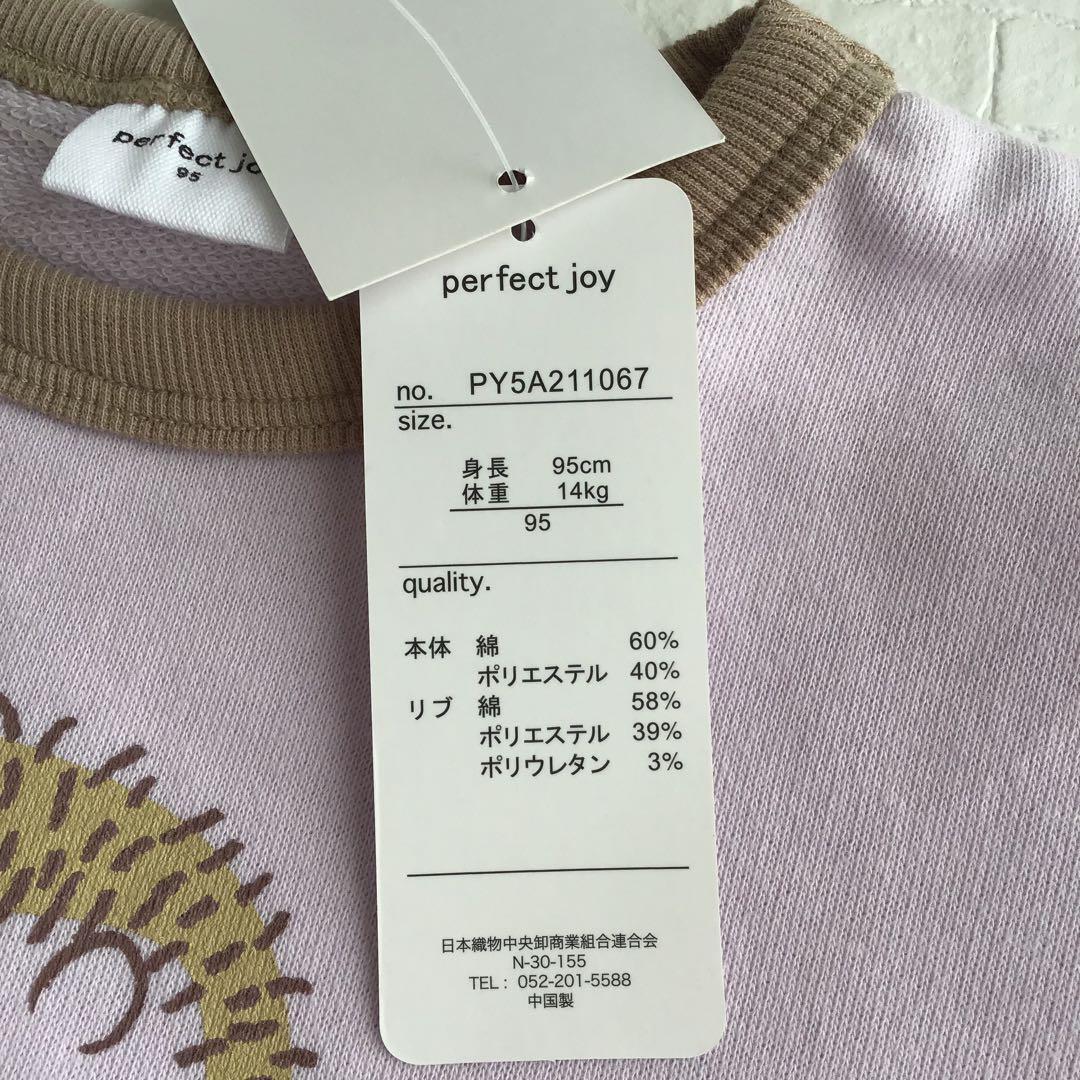 perfect jo
95
perfect joy
no. PY5A211067
size.
身長 95cm
体重 14kg
95
quality.
本体 綿 60%
ポリエステル 40%
リブ 綿 58%
ポリエステル 39%
ポリウレタン 3%
日本織物中央卸商業組合連合会
N-30-155
TEL : 052-201-5588
中国製